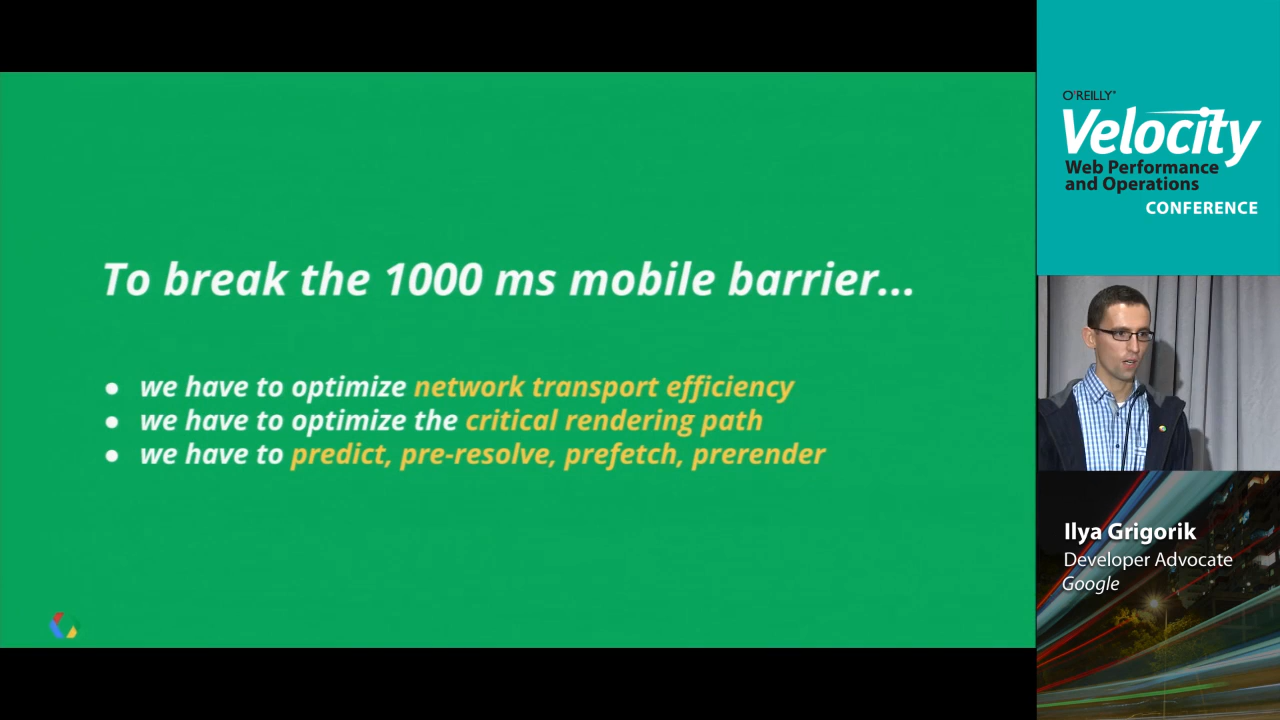 To break the 1000 ms mobile barrier...
● we have to optimize network transport efficiency
● we have to optimize the critical rendering path
● we have to predict, pre-resolve, prefetch, prerender
O'REILLY®
Velocity
Web Performance
and Operations
CONFERENCE
Ilya Grigorik
Developer Advocate
Google